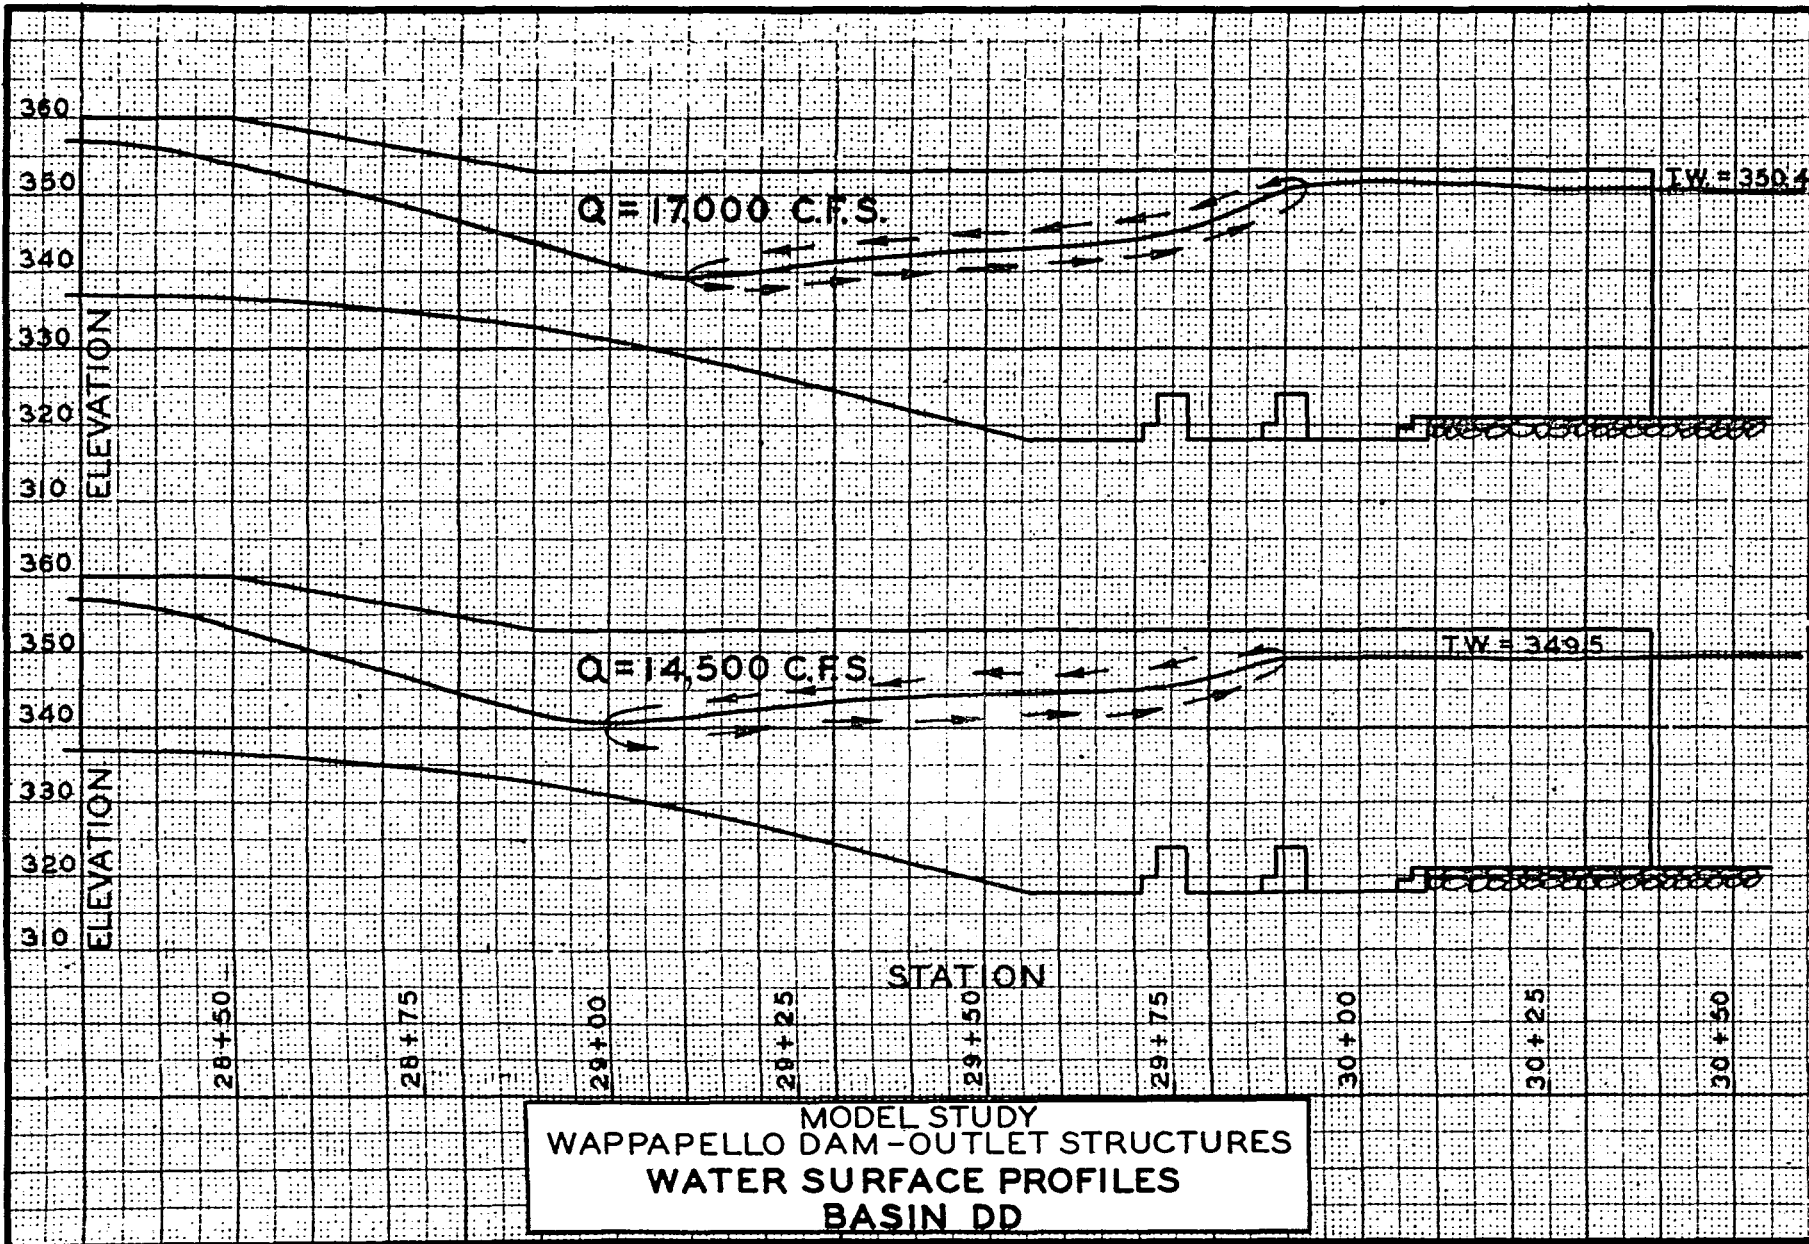 360
350
340
330
320
310
ELEVATION
Q = 17,000 C.F.S.
T.W. = 350.4
360
350
340
330
320
310
ELEVATION
Q = 14,500 C.F.S.
T.W. = 349.5
STATION
28+50
28+75
29+00
29+25
29+50
29+75
30+00
30+25
30+50
MODEL STUDY
WAPPAPELLO DAM-OUTLET STRUCTURES
WATER SURFACE PROFILES
BASIN DD